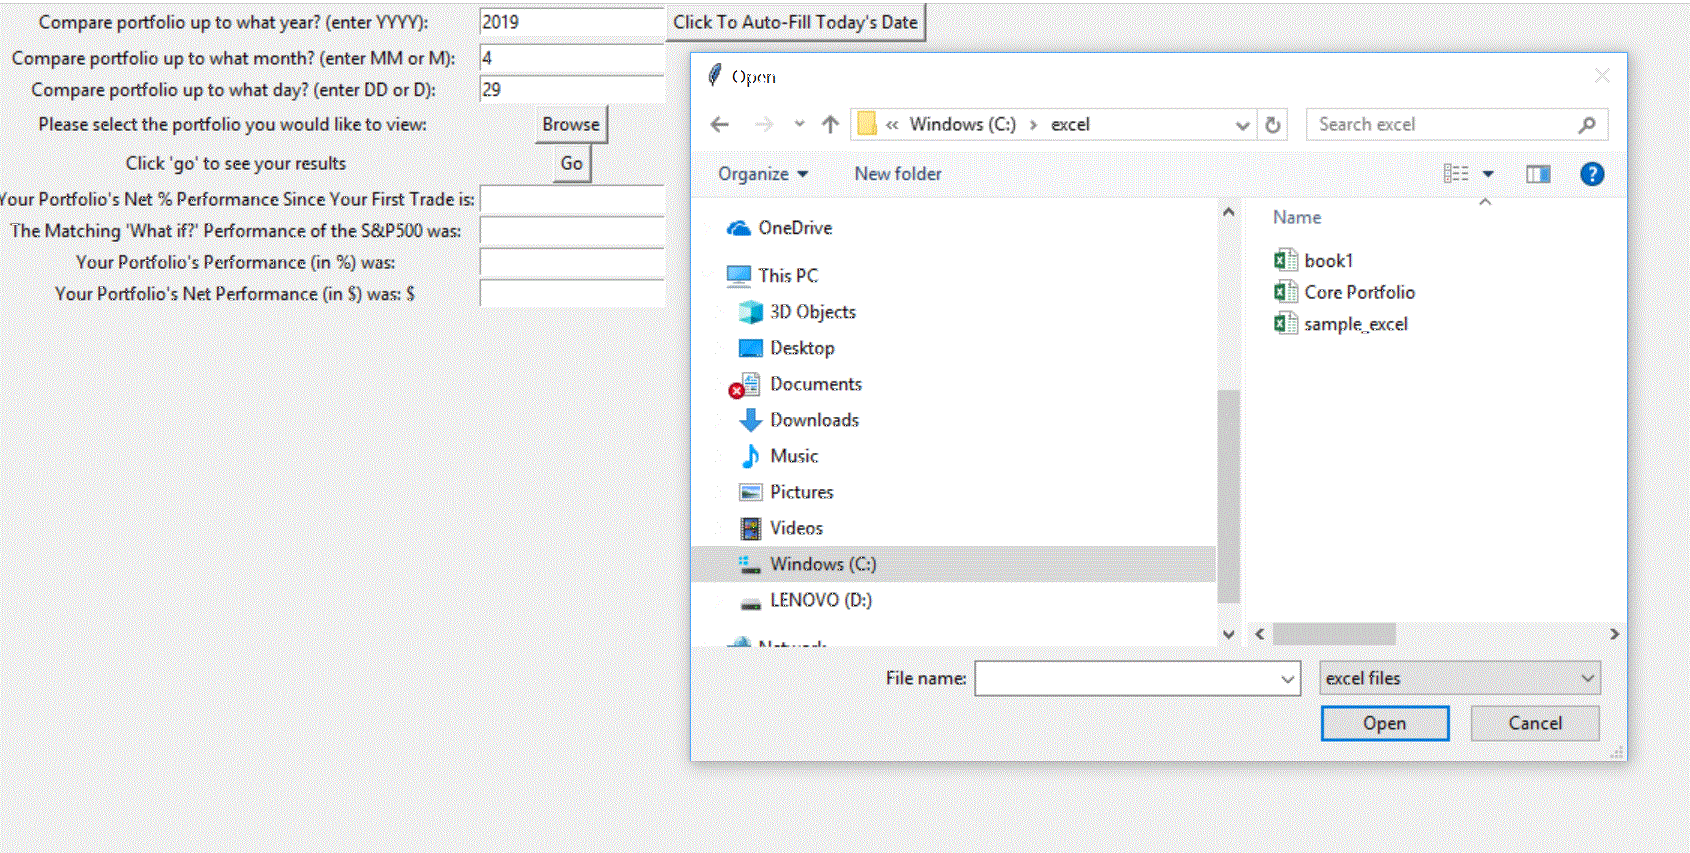 Compare portfolio up to what year? (enter YYYY): 2019 Click To Auto-Fill Today's Date
Compare portfolio up to what month? (enter MM or M): 4
Compare portfolio up to what day? (enter DD or D): 29
Please select the portfolio you would like to view: Browse
Click 'go' to see your results Go
Your Portfolio's Net % Performance Since Your First Trade is:
The Matching 'What if?' Performance of the S&P500 was:
Your Portfolio's Performance (in %) was:
Your Portfolio's Net Performance (in $) was: $
Open
« Windows (C:) > excel Search excel
Organize New folder
OneDrive
This PC
3D Objects
Desktop
Documents
Downloads
Music
Pictures
Videos
Windows (C:)
LENOVO (D:)
Network
Name
book1
Core Portfolio
sample_excel
File name: excel files
Open Cancel